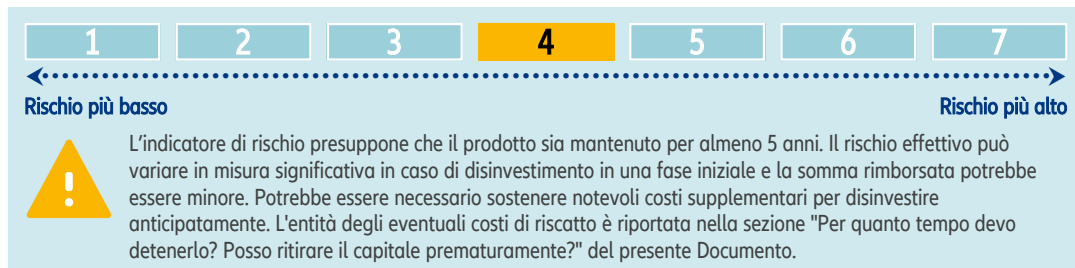 1 2 3 4 5 6 7
Rischio più basso Rischio più alto
L'indicatore di rischio presuppone che il prodotto sia mantenuto per almeno 5 anni. Il rischio effettivo può
variare in misura significativa in caso di disinvestimento in una fase iniziale e la somma rimborsata potrebbe
essere minore. Potrebbe essere necessario sostenere notevoli costi supplementari per disinvestire
anticipatamente. L'entità degli eventuali costi di riscatto è riportata nella sezione "Per quanto tempo devo
detenerlo? Posso ritirare il capitale prematuramente?" del presente Documento.